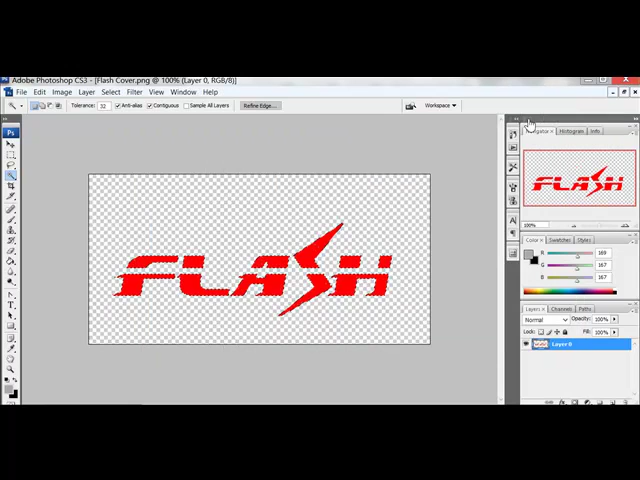 Adobe Photoshop CS3 - [Flash Cover.png @ 100% (Layer 0, RGB/8)]
File Edit Image Layer Select Filter View Window Help
Tolerance: 32 Anti-alias Contiguous Sample All Layers Refine Edge... Workspace
Ps
Navigator Histogram Info
FLASH
FLASH
100%
Color Swatches Styles
R 169
G 167
B 167
Layers Channels Paths
Normal Opacity: 100%
Lock: Fill: 100%
Layer 0